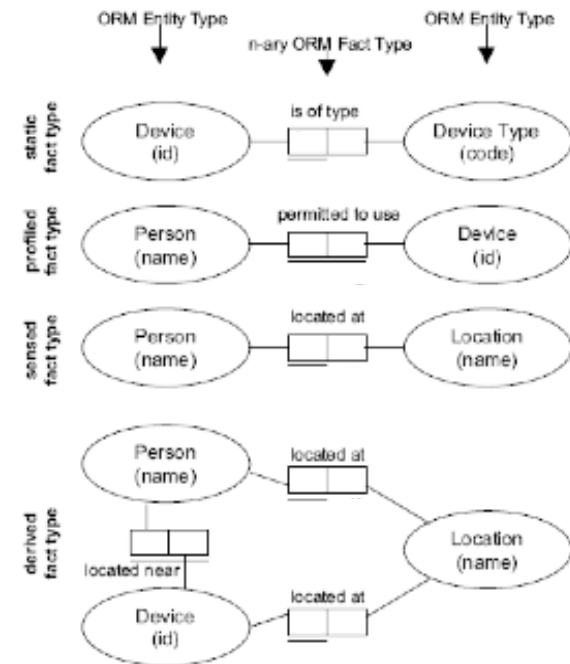 ORM Entity Type
ORM Entity Type
n-ary ORM Fact Type
static
fact type
Device
(id)
is of type
Device Type
(code)
profiled
fact type
Person
(name)
permitted to use
Device
(id)
sensed
fact type
Person
(name)
located at
Location
(name)
derived
fact type
Person
(name)
located at
Location
(name)
located near
Device
(id)
located at